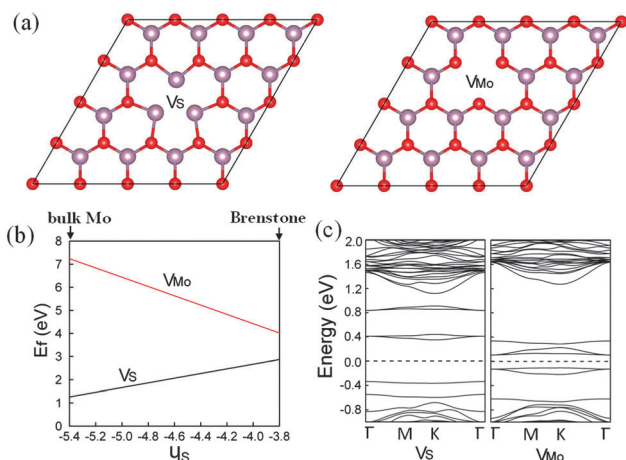 (a)
VS
VMo
bulk Mo
Brenstone
(b)
8
7
6
5
4
3
2
1
0
Ef (eV)
VMo
VS
-5.4 -5.0 -4.8 -4.6 -4.4 -4.2 -4.0 -3.8
uS
(c)
2.0
1.6
1.2
0.8
0.4
0.0
-0.4
-0.8
Energy (eV)
Γ M K Γ Γ M K Γ
VS
VMo